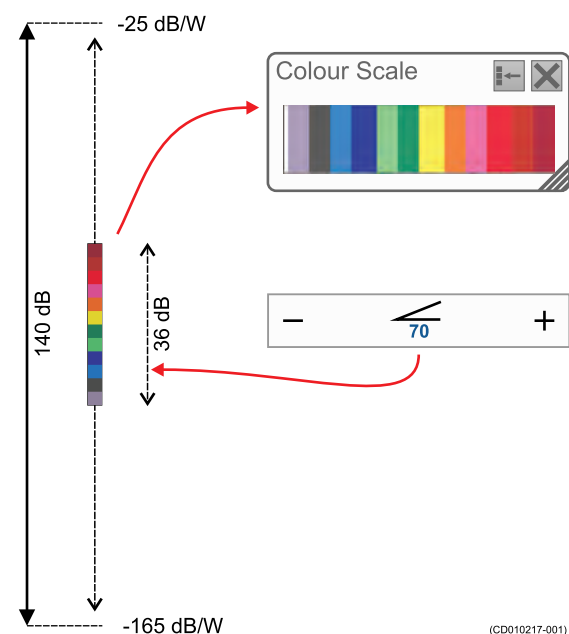 -25 dB/W
Colour Scale
140 dB
36 dB
−
70
+
-165 dB/W
(CD010217-001)